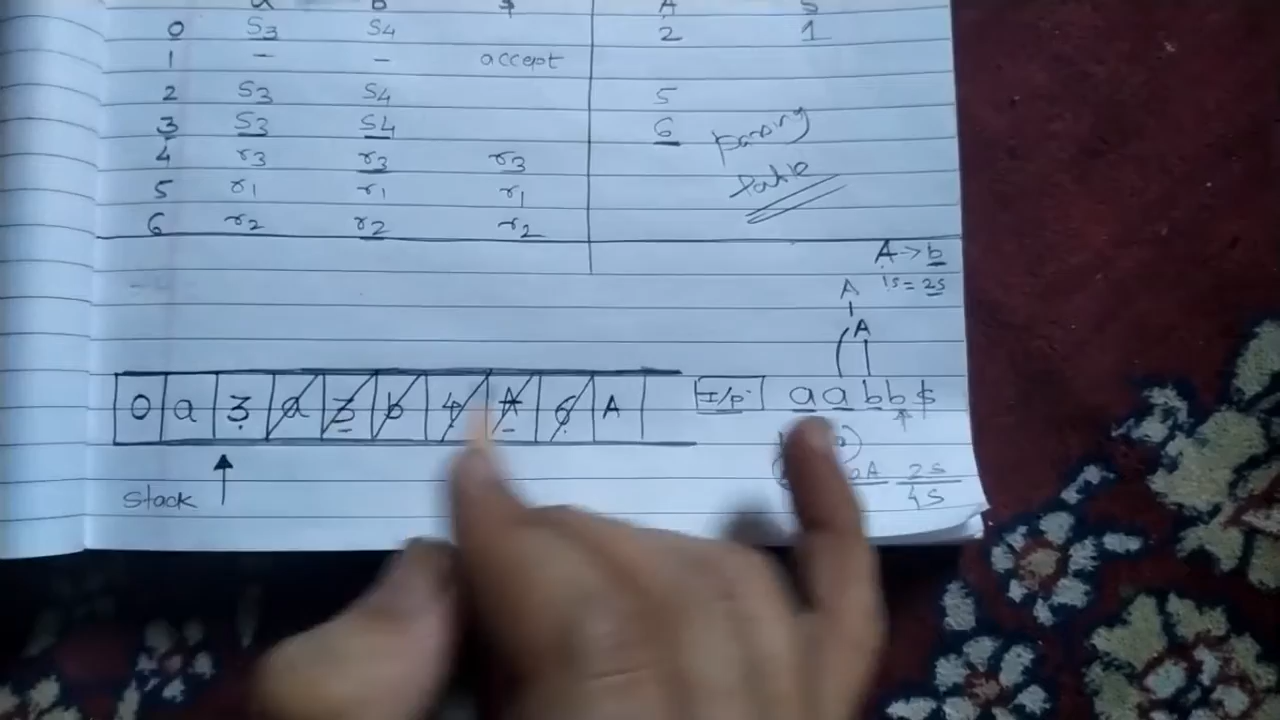 a b $ A S
0 S3 S4 2 1
1 – – accept
2 S3 S4 5
3 S3 S4 6
4 r3 r3 r3
5 r1 r1 r1
6 r2 r2 r2
parsing
table
A→b
1s=2s
A
A
0 a 3 a 3 b 4 A 6 A
I/p a a b b $
Stack
aA 2s
4s